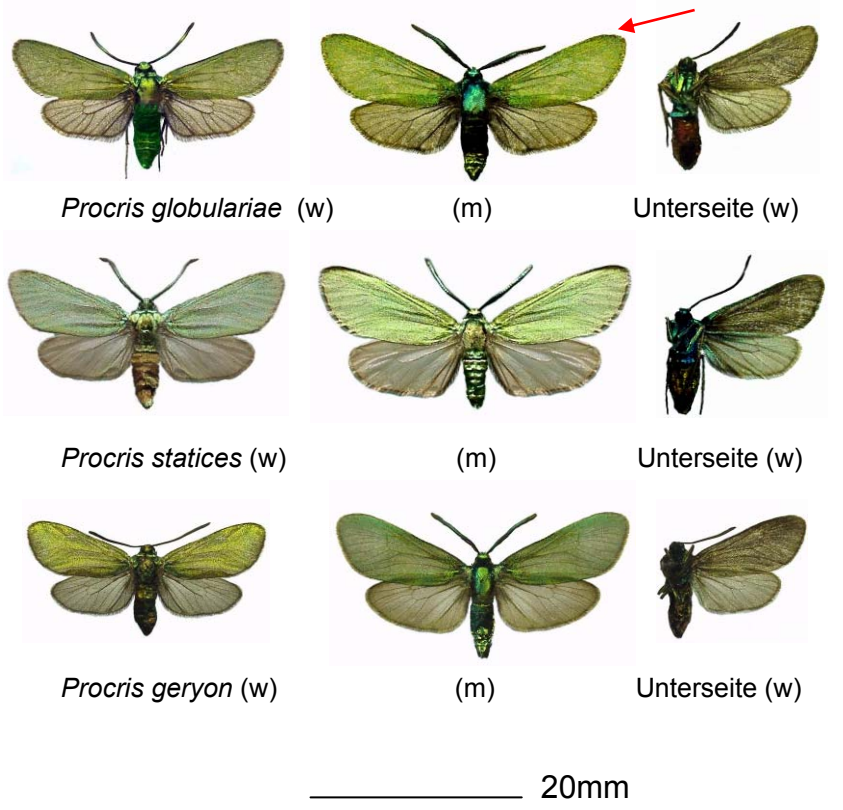 Procris globulariae (w) (m) Unterseite (w)
Procris statices (w) (m) Unterseite (w)
Procris geryon (w) (m) Unterseite (w)
20mm